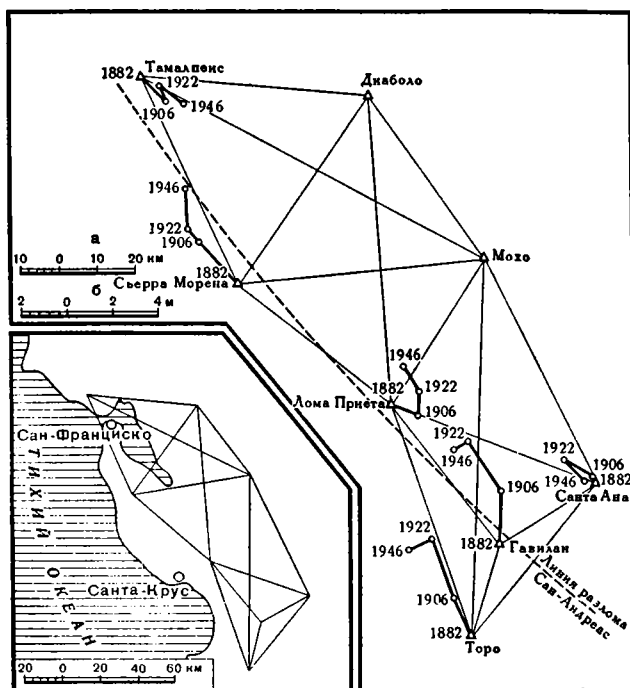 1882 Тамалпейс
1922
1906
1946
Диаболо
1946
1922
1906
1882
Сьерра Морена
а
10 0 10 20 км
б
2 0 2 4 м
Мохо
1946
1882
1922
Лома Приета
1906
1922
1946
1906
1922
1946
1906
1882
Санта Ана
1882
Гавилан
1922
1946
1906
1882
Торо
Линия разлома
Сан-Андреас
Сан-Франциско
ТИХИЙ
ОКЕАН
Санта-Крус
20 0 20 40 60 км